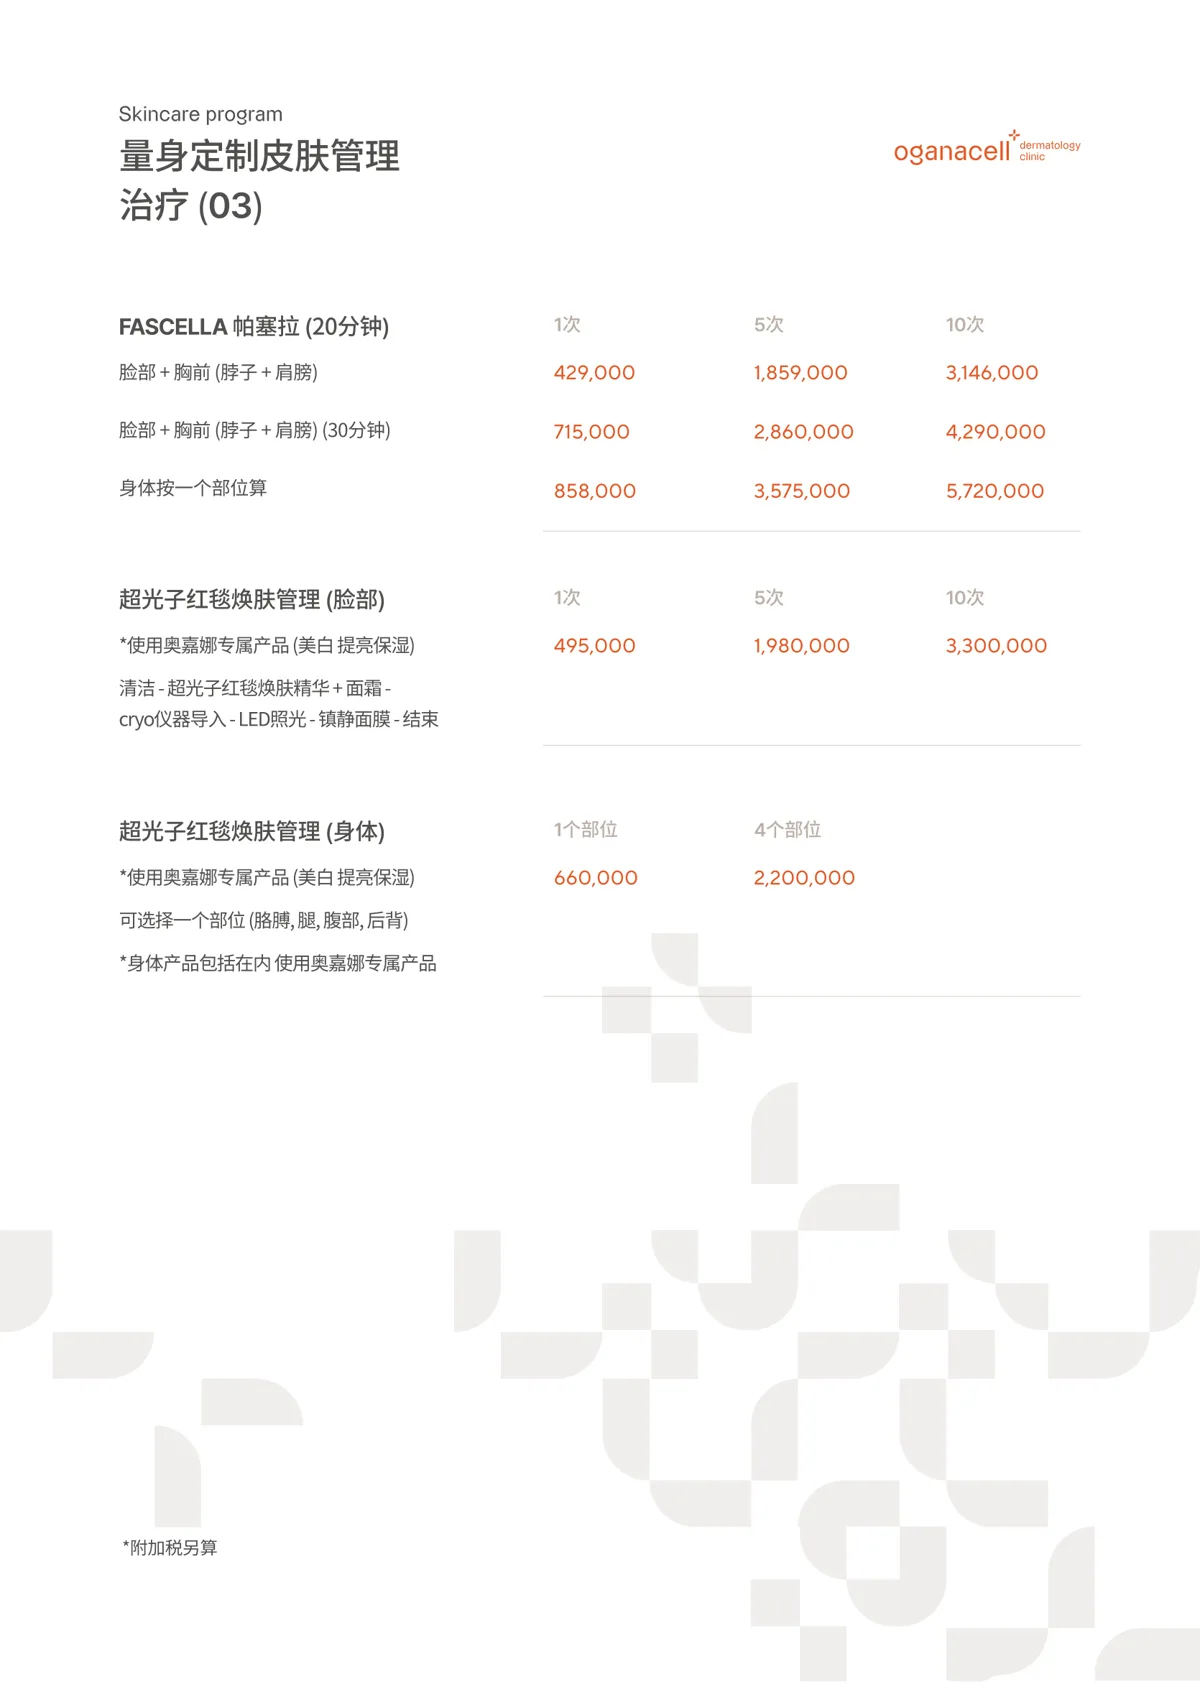 Skincare program
量身定制皮肤管理
治疗 (03)
oganacell dermatology
clinic
FASCELLA 帕塞拉 (20分钟) 1次 5次 10次
脸部 + 胸前 (脖子 + 肩膀) 429,000 1,859,000 3,146,000
脸部 + 胸前 (脖子 + 肩膀) (30分钟) 715,000 2,860,000 4,290,000
身体按一个部位算 858,000 3,575,000 5,720,000
超光子红毯焕肤管理 (脸部) 1次 5次 10次
*使用奥嘉娜专属产品 (美白 提亮保湿) 495,000 1,980,000 3,300,000
清洁 - 超光子红毯焕肤精华 + 面霜 -
cryo仪器导入 - LED照光 - 镇静面膜 - 结束
超光子红毯焕肤管理 (身体) 1个部位 4个部位
*使用奥嘉娜专属产品 (美白 提亮保湿) 660,000 2,200,000
可选择一个部位 (胳膊, 腿, 腹部, 后背)
*身体产品包括在内 使用奥嘉娜专属产品
*附加税另算